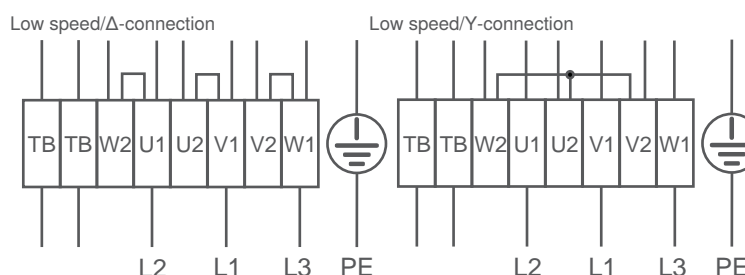 Low speed/Δ-connection
Low speed/Y-connection
TB TB W2 U1 U2 V1 V2 W1
TB TB W2 U1 U2 V1 V2 W1
L2 L1 L3 PE
L2 L1 L3 PE